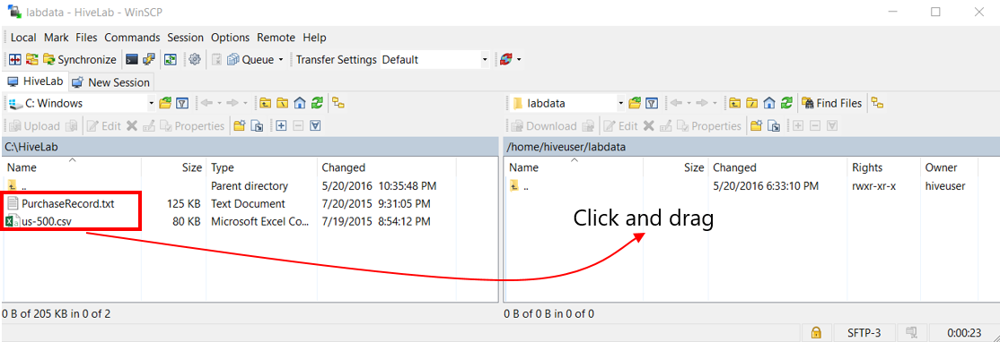 labdata - HiveLab - WinSCP
Local Mark Files Commands Session Options Remote Help
Synchronize Queue Transfer Settings Default
HiveLab New Session
C: Windows labdata Find Files
Upload Edit Properties Download Edit Properties
C:\HiveLab /home/hiveuser/labdata
Name Size Type Changed Name Size Changed Rights Owner
.. Parent directory 5/20/2016 10:35:48 PM .. 5/20/2016 6:33:10 PM rwxr-xr-x hiveuser
PurchaseRecord.txt 125 KB Text Document 7/20/2015 9:31:05 PM
us-500.csv 80 KB Microsoft Excel Co... 7/19/2015 8:54:12 PM
Click and drag
0 B of 205 KB in 0 of 2 0 B of 0 B in 0 of 0
SFTP-3 0:00:23